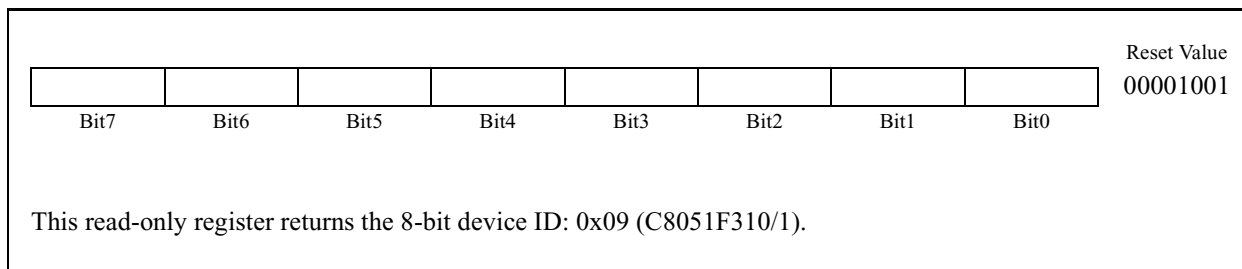 Reset Value
00001001
Bit7 Bit6 Bit5 Bit4 Bit3 Bit2 Bit1 Bit0
This read-only register returns the 8-bit device ID: 0x09 (C8051F310/1).